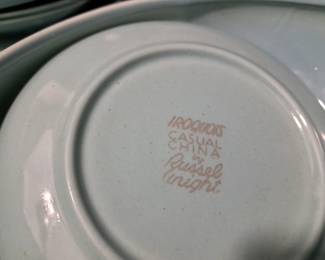 IROQUOIS
CASUAL
CHINA
by
Russel
Wright